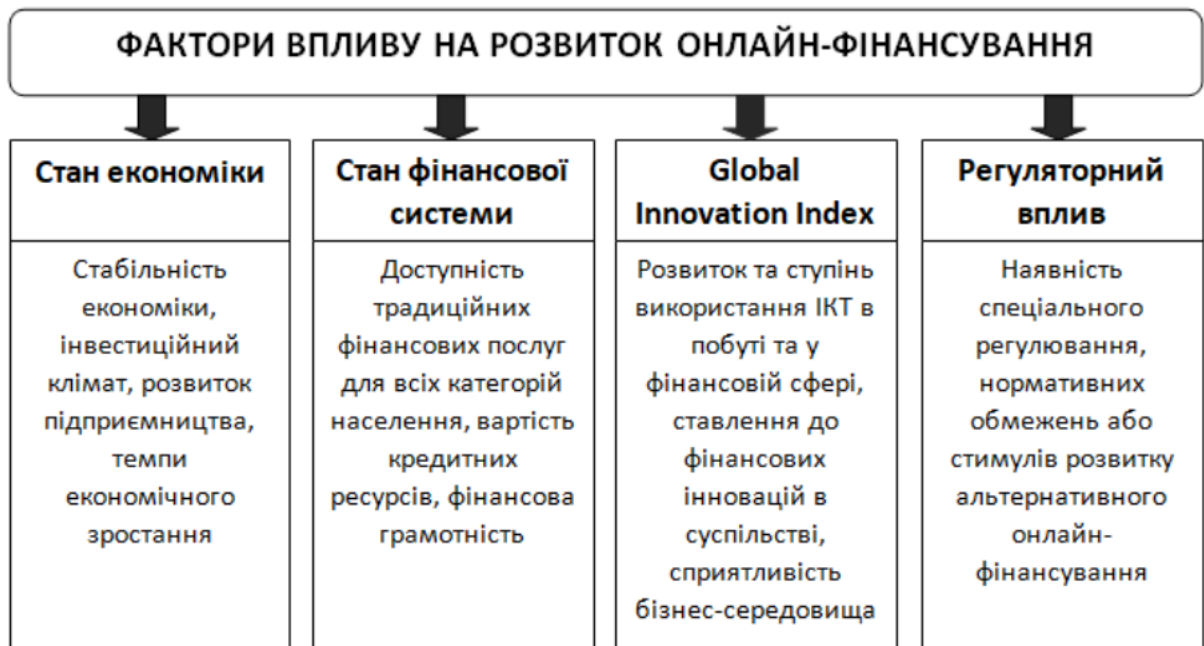 ФАКТОРИ ВПЛИВУ НА РОЗВИТОК ОНЛАЙН-ФІНАНСУВАННЯ
Стан економіки
Стабільність
економіки,
інвестиційний
клімат, розвиток
підприємництва,
темпи
економічного
зростання
Стан фінансової
системи
Доступність
традиційних
фінансових послуг
для всіх категорій
населення, вартість
кредитних
ресурсів, фінансова
грамотність
Global
Innovation Index
Розвиток та ступінь
використання ІКТ в
побуті та у
фінансовій сфері,
ставлення до
фінансових
інновацій в
суспільстві,
сприятливість
бізнес-середовища
Регуляторний
вплив
Наявність
спеціального
регулювання,
нормативних
обмежень або
стимулів розвитку
альтернативного
онлайн-
фінансування